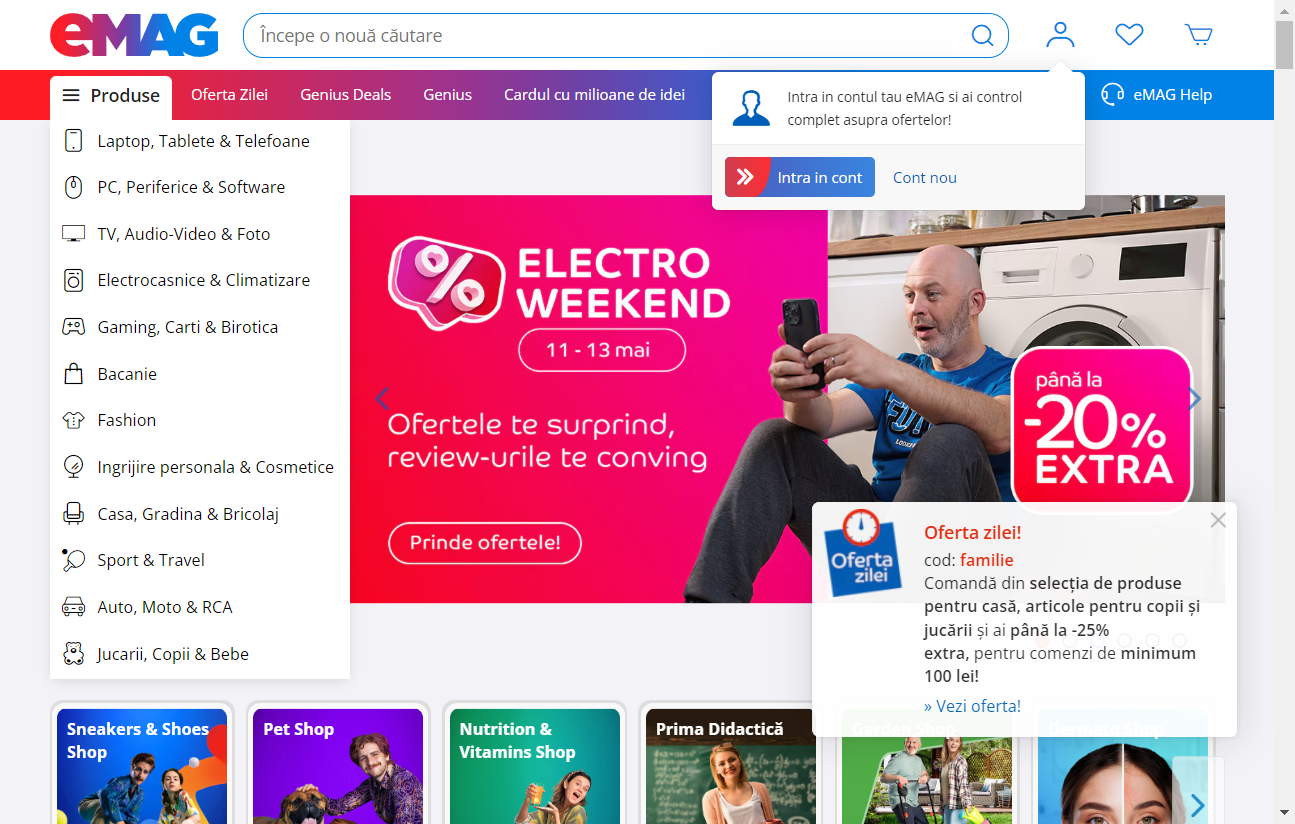 eMAG
Începe o nouă căutare
Produse
Oferta Zilei
Genius Deals
Genius
Cardul cu milioane de idei
eMAG Help
Intra in contul tau eMAG si ai control
complet asupra ofertelor!
Intra in cont
Cont nou
Laptop, Tablete & Telefoane
PC, Periferice & Software
TV, Audio-Video & Foto
Electrocasnice & Climatizare
Gaming, Carti & Birotica
Bacanie
Fashion
Ingrijire personala & Cosmetice
Casa, Gradina & Bricolaj
Sport & Travel
Auto, Moto & RCA
Jucarii, Copii & Bebe
%
ELECTRO
WEEKEND
11 - 13 mai
Ofertele te surprind,
review-urile te conving
Prinde ofertele!
până la
-20%
EXTRA
Oferta
zilei
Oferta zilei!
cod: familie
Comandă din selecția de produse
pentru casă, articole pentru copii și
jucării și ai până la -25%
extra, pentru comenzi de minimum
100 lei!
» Vezi oferta!
Sneakers & Shoes
Shop
Pet Shop
Nutrition &
Vitamins Shop
Prima Didactică
Garden Shop